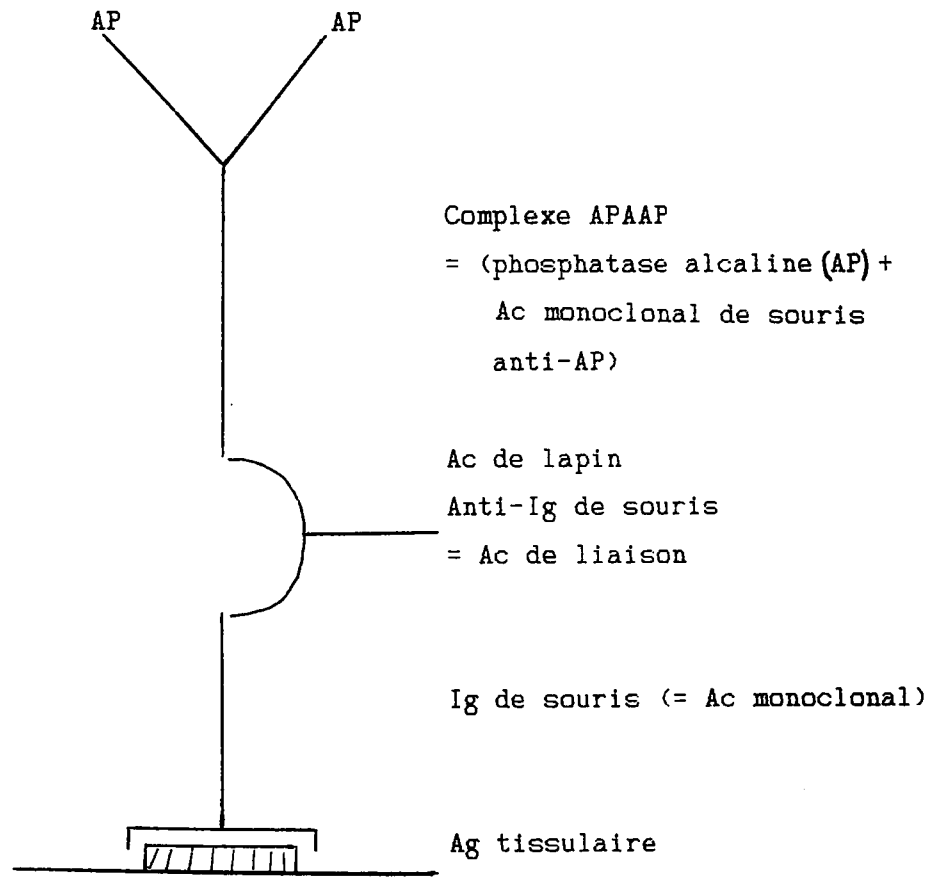 AP AP
Complexe APAAP
= (phosphatase alcaline (AP) +
Ac monoclonal de souris
anti-AP)
Ac de lapin
Anti-Ig de souris
= Ac de liaison
Ig de souris (= Ac monoclonal)
Ag tissulaire